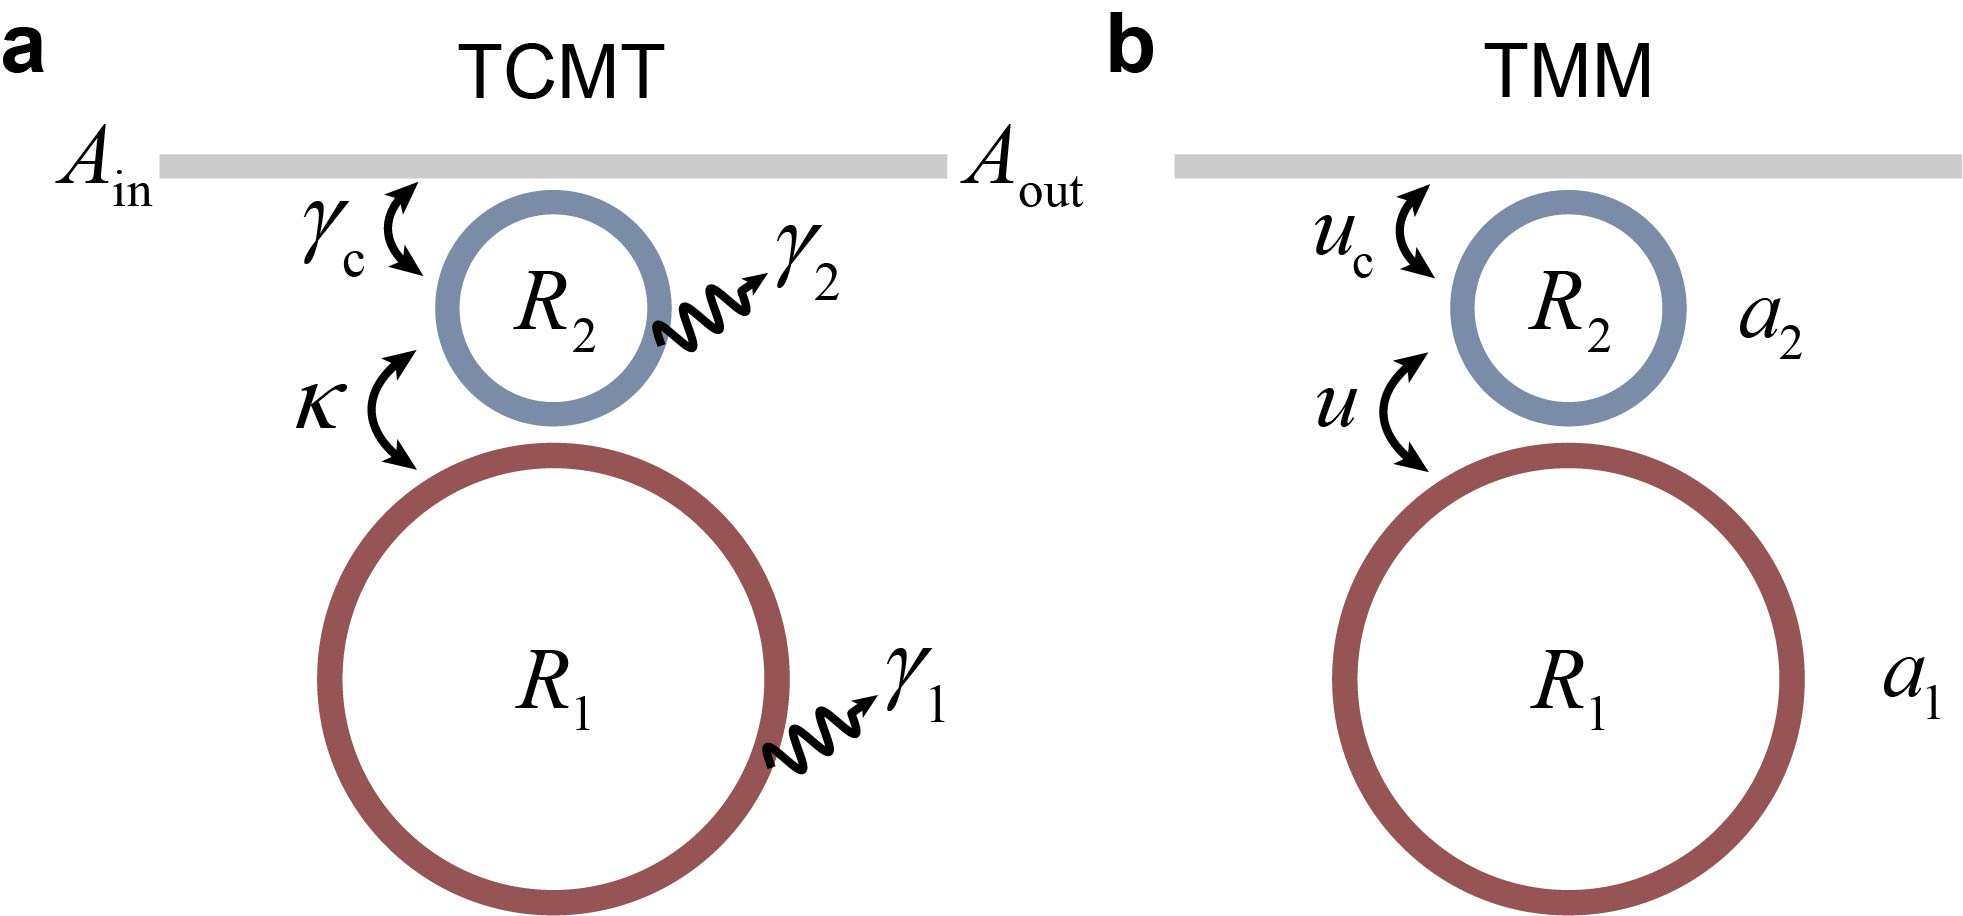 a
TCMT
A_in
A_out
γ_c
R_2
γ_2
κ
R_1
γ_1
b
TMM
u_c
R_2
a_2
u
R_1
a_1